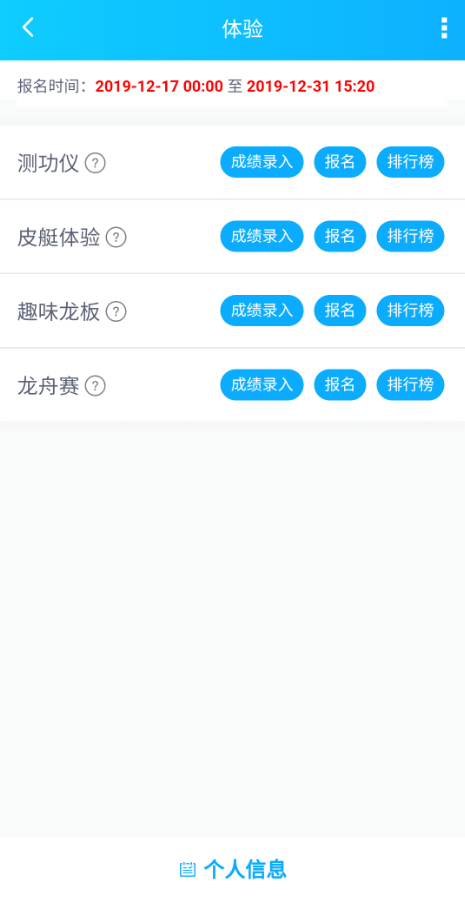 体验
报名时间：2019-12-17 00:00 至 2019-12-31 15:20
测功仪 ? 成绩录入 报名 排行榜
皮艇体验 ? 成绩录入 报名 排行榜
趣味龙板 ? 成绩录入 报名 排行榜
龙舟赛 ? 成绩录入 报名 排行榜
个人信息